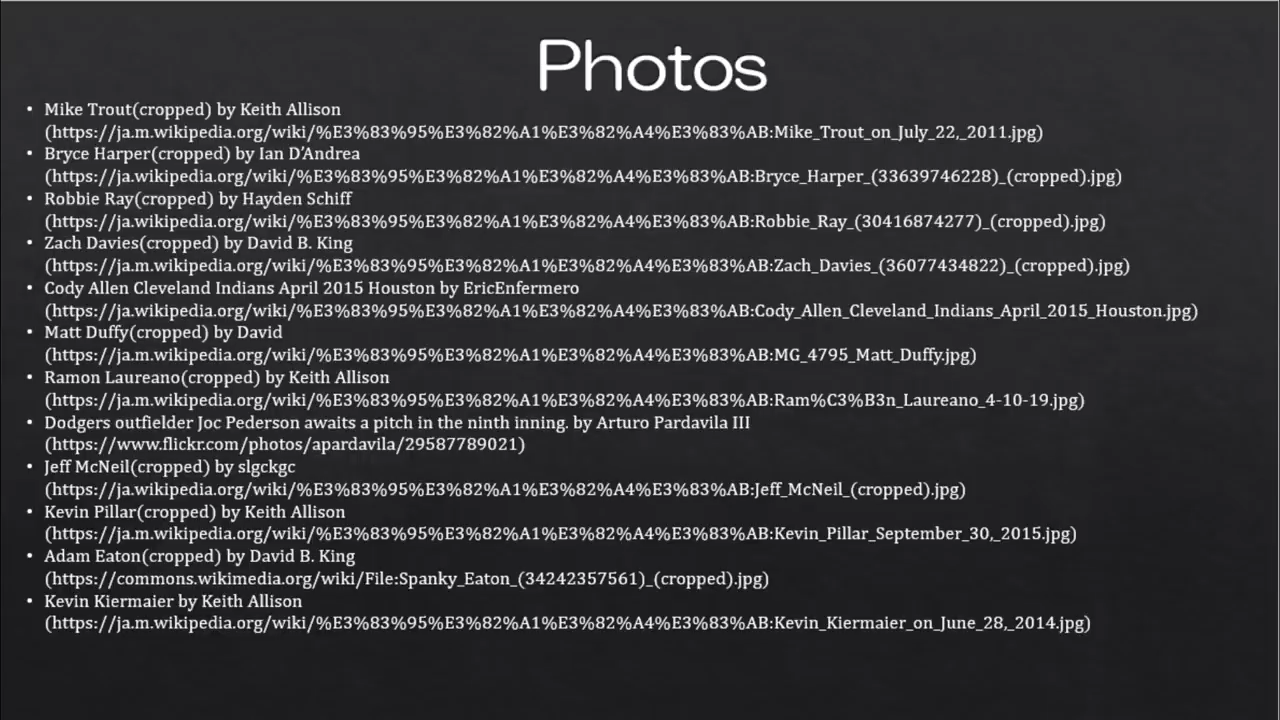 Photos
• Mike Trout(cropped) by Keith Allison
(https://ja.m.wikipedia.org/wiki/%E3%83%95%E3%82%A1%E3%82%A4%E3%83%AB:Mike_Trout_on_July_22,_2011.jpg)
• Bryce Harper(cropped) by Ian D’Andrea
(https://ja.wikipedia.org/wiki/%E3%83%95%E3%82%A1%E3%82%A4%E3%83%AB:Bryce_Harper_(33639746228)_(cropped).jpg)
• Robbie Ray(cropped) by Hayden Schiff
(https://ja.wikipedia.org/wiki/%E3%83%95%E3%82%A1%E3%82%A4%E3%83%AB:Robbie_Ray_(30416874277)_(cropped).jpg)
• Zach Davies(cropped) by David B. King
(https://ja.wikipedia.org/wiki/%E3%83%95%E3%82%A1%E3%82%A4%E3%83%AB:Zach_Davies_(36077434822)_(cropped).jpg)
• Cody Allen Cleveland Indians April 2015 Houston by EricEnfermero
(https://ja.wikipedia.org/wiki/%E3%83%95%E3%82%A1%E3%82%A4%E3%83%AB:Cody_Allen_Cleveland_Indians_April_2015_Houston.jpg)
• Matt Duffy(cropped) by David
(https://ja.m.wikipedia.org/wiki/%E3%83%95%E3%82%A1%E3%82%A4%E3%83%AB:MG_4795_Matt_Duffy.jpg)
• Ramon Laureano(cropped) by Keith Allison
(https://ja.m.wikipedia.org/wiki/%E3%83%95%E3%82%A1%E3%82%A4%E3%83%AB:Ram%C3%B3n_Laureano_4-10-19.jpg)
• Dodgers outfielder Joc Pederson awaits a pitch in the ninth inning. by Arturo Pardavila III
(https://www.flickr.com/photos/apardavila/29587789021)
• Jeff McNeil(cropped) by slgckgc
(https://ja.wikipedia.org/wiki/%E3%83%95%E3%82%A1%E3%82%A4%E3%83%AB:Jeff_McNeil_(cropped).jpg)
• Kevin Pillar(cropped) by Keith Allison
(https://ja.m.wikipedia.org/wiki/%E3%83%95%E3%82%A1%E3%82%A4%E3%83%AB:Kevin_Pillar_September_30,_2015.jpg)
• Adam Eaton(cropped) by David B. King
(https://commons.wikimedia.org/wiki/File:Spanky_Eaton_(34242357561)_(cropped).jpg)
• Kevin Kiermaier by Keith Allison
(https://ja.m.wikipedia.org/wiki/%E3%83%95%E3%82%A1%E3%82%A4%E3%83%AB:Kevin_Kiermaier_on_June_28,_2014.jpg)